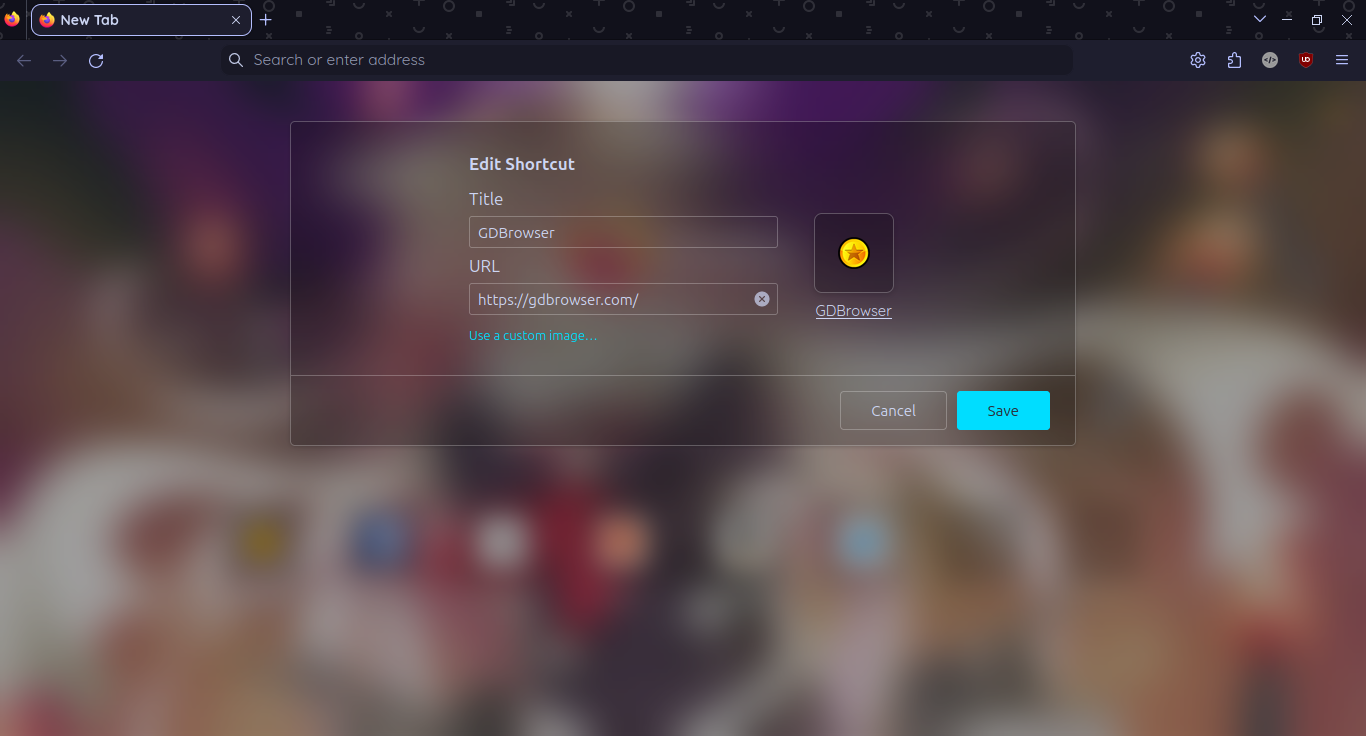 New Tab
Search or enter address
Edit Shortcut
Title
GDBrowser
URL
https://gdbrowser.com/
GDBrowser
Use a custom image…
Cancel
Save